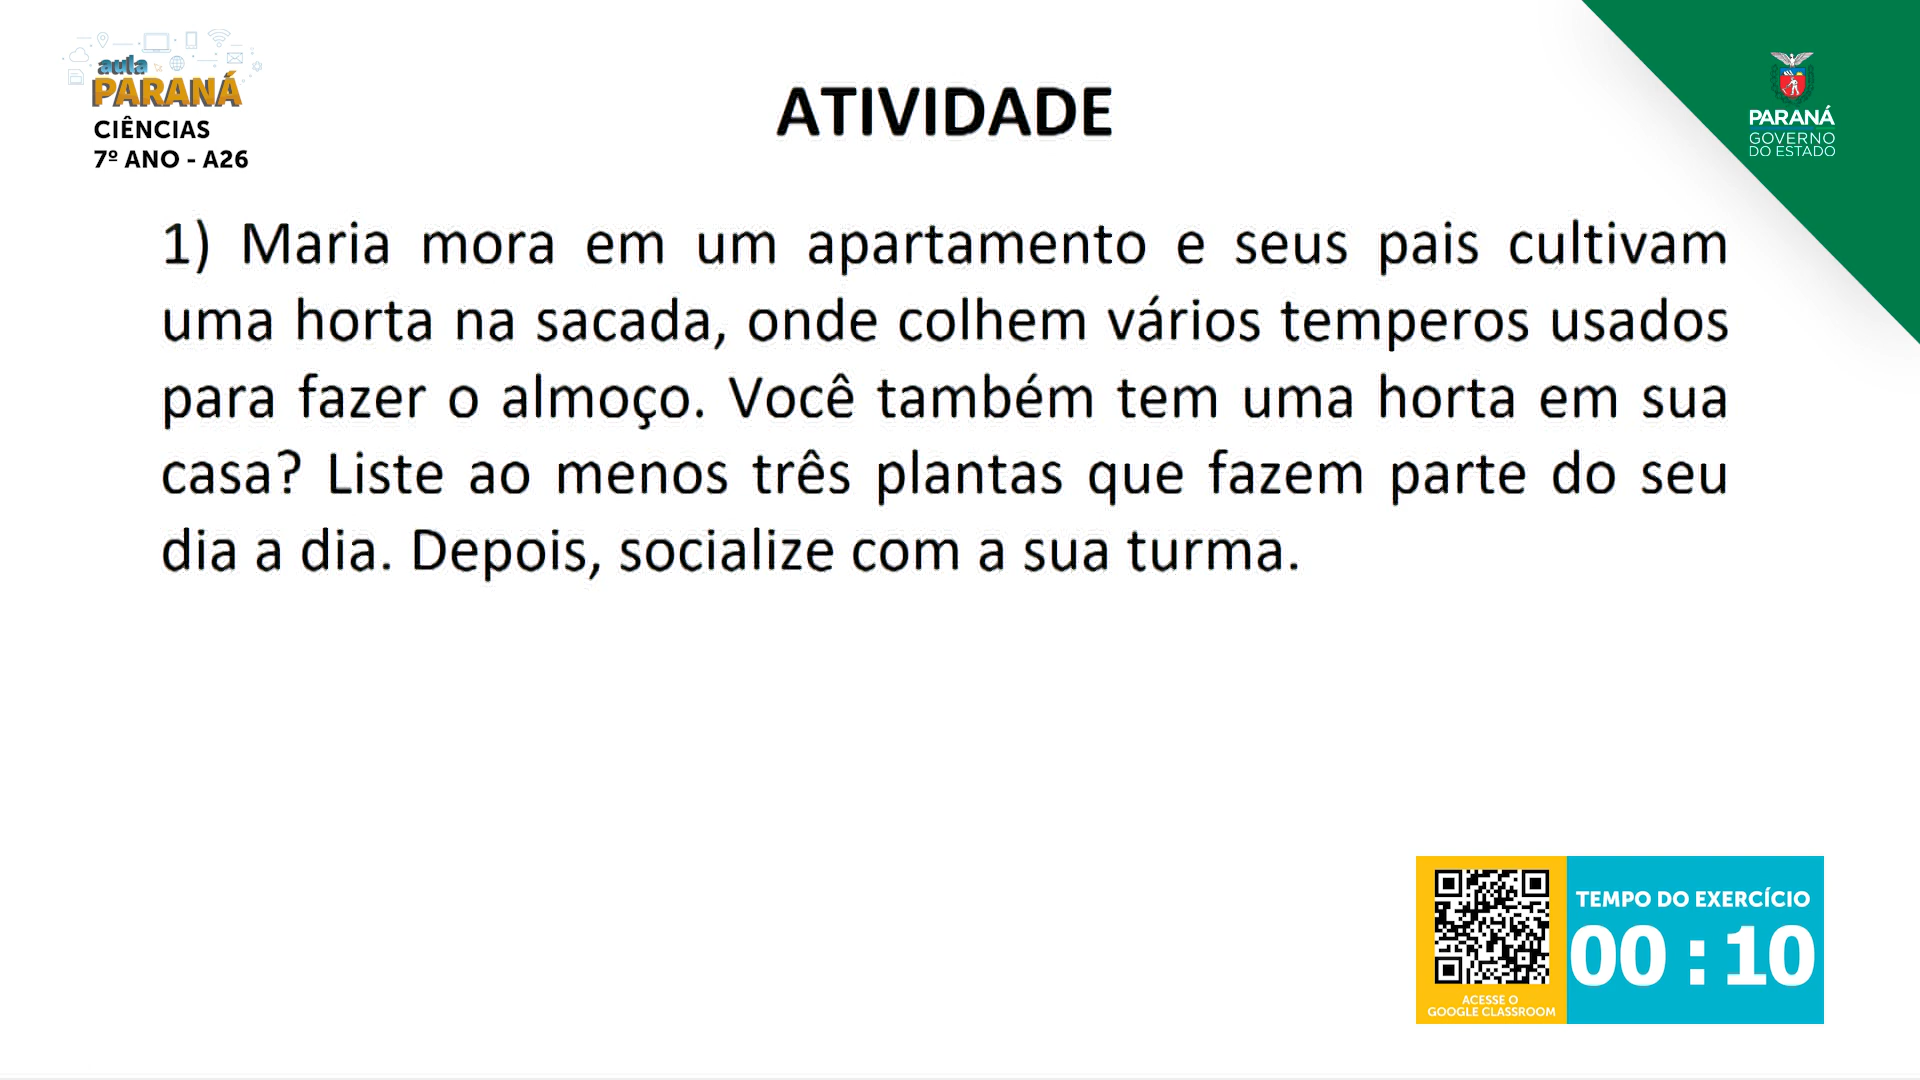 aula
PARANÁ
CIÊNCIAS
7º ANO - A26
ATIVIDADE
PARANÁ
GOVERNO
DO ESTADO
1) Maria mora em um apartamento e seus pais cultivam
uma horta na sacada, onde colhem vários temperos usados
para fazer o almoço. Você também tem uma horta em sua
casa? Liste ao menos três plantas que fazem parte do seu
dia a dia. Depois, socialize com a sua turma.
ACESSE O
GOOGLE CLASSROOM
TEMPO DO EXERCÍCIO
00 : 10